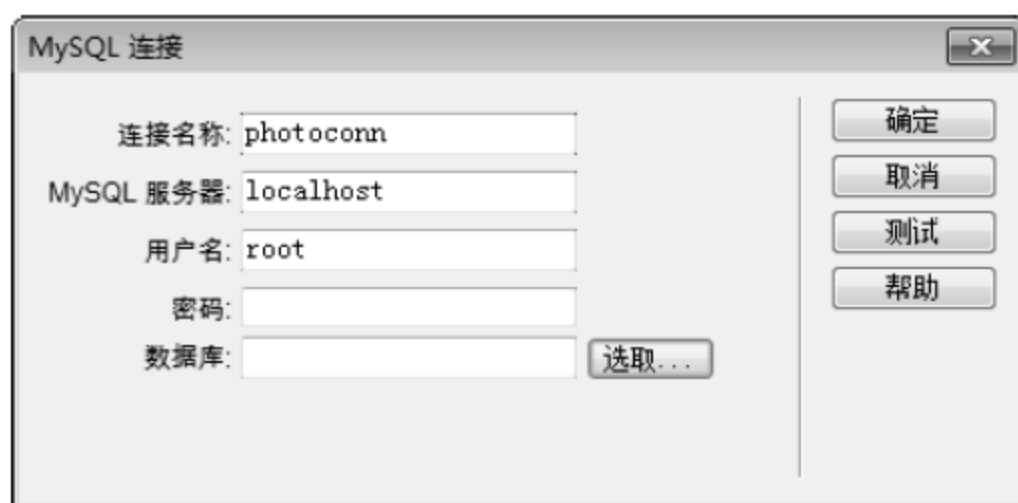 MySQL 连接
连接名称: photoconn
确定
MySQL 服务器: localhost
取消
用户名: root
测试
密码:
帮助
数据库:
选取...